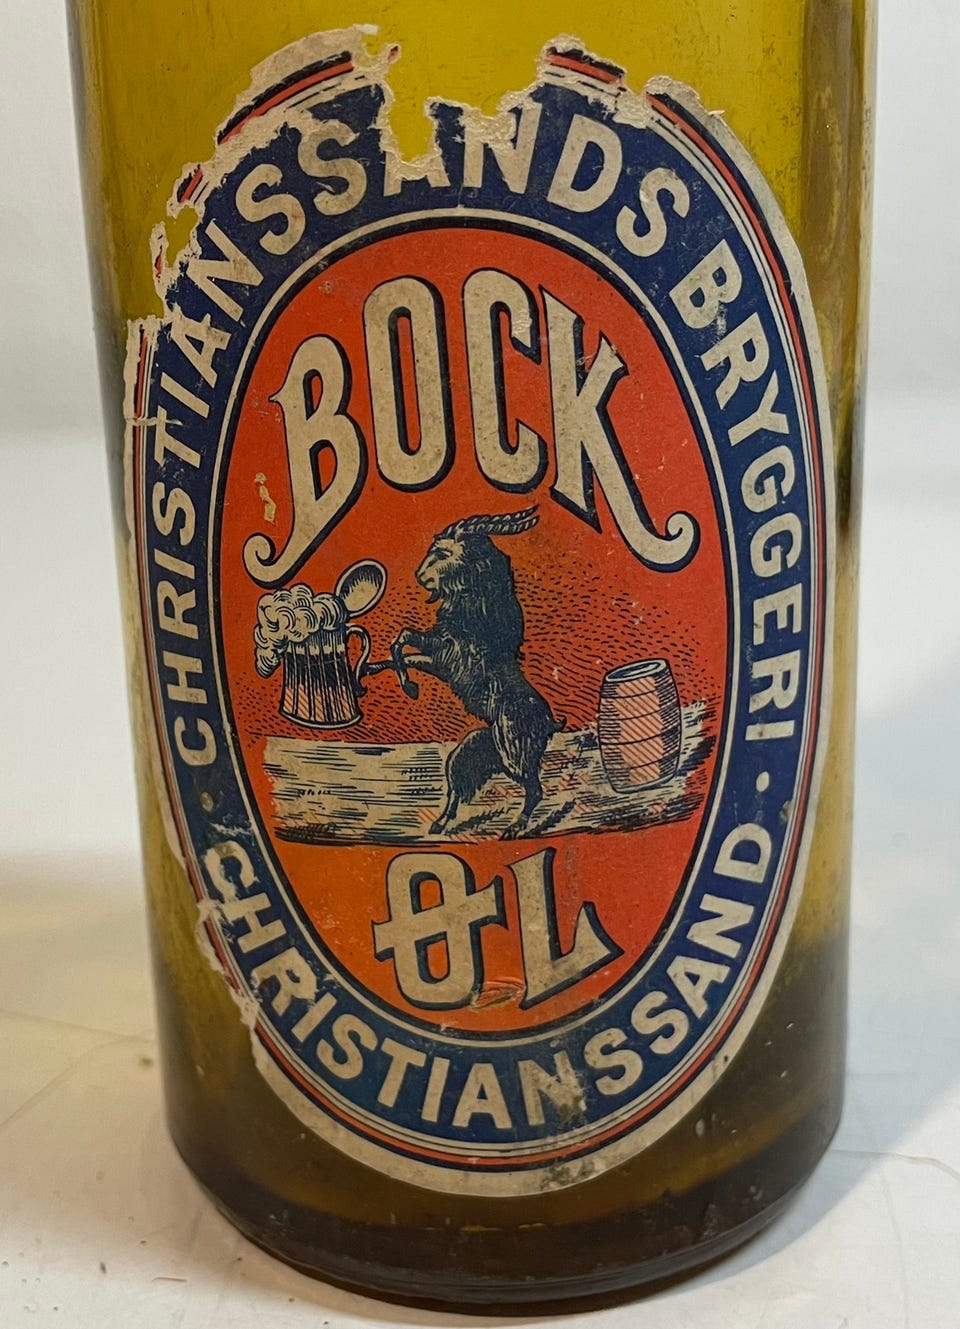 CHRISTIANSSANDS BRYGGERI
BOCK
ØL
CHRISTIANSSAND